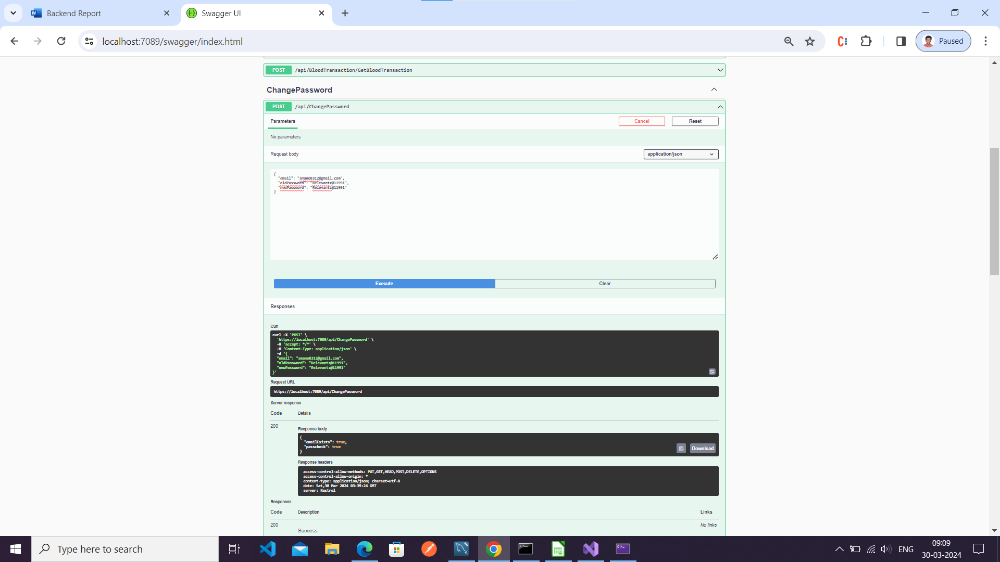 Backend Report
Swagger UI
localhost:7089/swagger/index.html
Paused
POST /api/BloodTransaction/GetBloodTransaction
ChangePassword
POST /api/ChangePassword
Parameters
Cancel
Reset
No parameters
Request body
application/json
{
"email": "smano8312@gmail.com",
"oldPassword": "Relevantz@11991",
"newPassword": "Relevantz@11991"
}
Execute
Clear
Responses
Curl
curl -X 'POST' \
'https://localhost:7089/api/ChangePassword' \
-H 'accept: */*' \
-H 'Content-Type: application/json' \
-d '{
"email": "smano8312@gmail.com",
"oldPassword": "Relevantz@11991",
"newPassword": "Relevantz@11991"
}'
Request URL
https://localhost:7089/api/ChangePassword
Server response
Code Details
200
Response body
{
"emailExists": true,
"passcheck": true
}
Download
Response headers
access-control-allow-methods: PUT,GET,HEAD,POST,DELETE,OPTIONS
access-control-allow-origin: *
content-type: application/json; charset=utf-8
date: Sat,30 Mar 2024 03:39:24 GMT
server: Kestrel
Responses
Code Description Links
200 No links
Success
Type here to search
ENG
09:09
30-03-2024